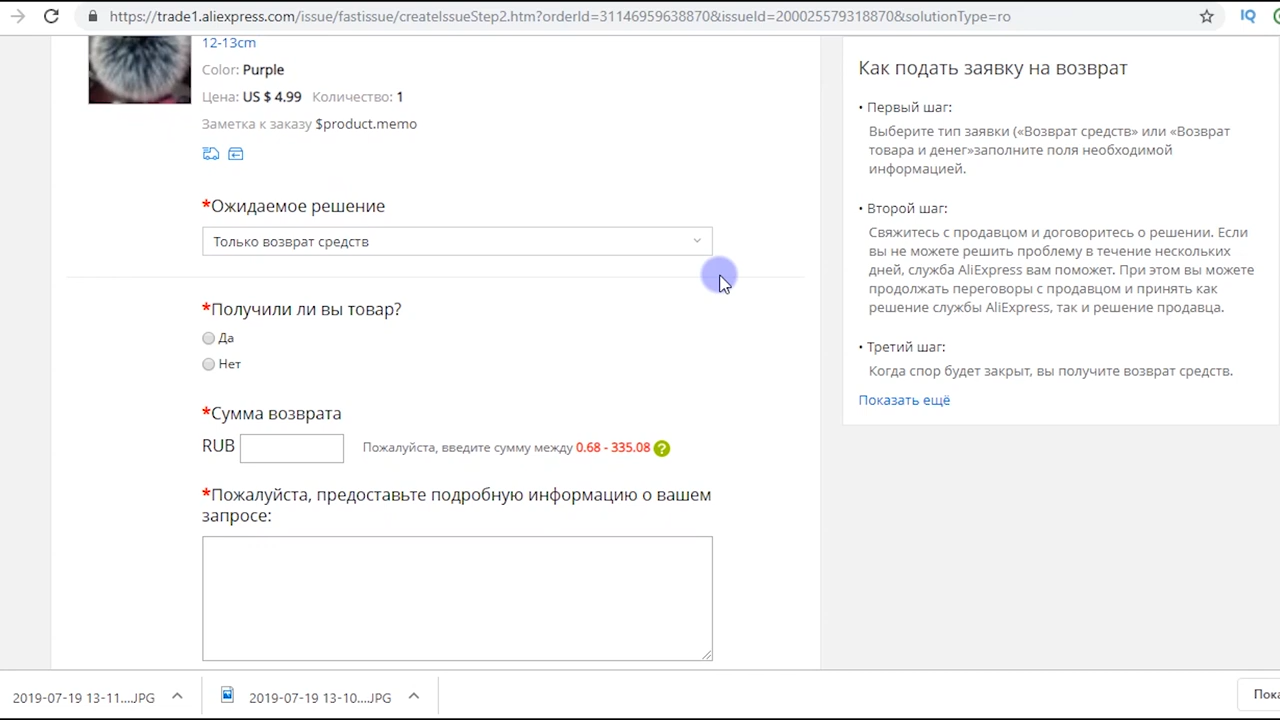 https://trade1.aliexpress.com/issue/fastissue/createIssueStep2.htm?orderId=31146959638870&issueId=200025579318870&solutionType=ro
IQ
12-13cm
Color: Purple
Цена: US $ 4.99 Количество: 1
Заметка к заказу $product.memo
*Ожидаемое решение
Только возврат средств
*Получили ли вы товар?
Да
Нет
*Сумма возврата
RUB
Пожалуйста, введите сумму между 0.68 - 335.08 ?
*Пожалуйста, предоставьте подробную информацию о вашем
запросе:
Как подать заявку на возврат
• Первый шаг:
Выберите тип заявки («Возврат средств» или «Возврат
товара и денег»заполните поля необходимой
информацией.
• Второй шаг:
Свяжитесь с продавцом и договоритесь о решении. Если
вы не можете решить проблему в течение нескольких
дней, служба AliExpress вам поможет. При этом вы можете
продолжать переговоры с продавцом и принять как
решение службы AliExpress, так и решение продавца.
• Третий шаг:
Когда спор будет закрыт, вы получите возврат средств.
Показать ещё
2019-07-19 13-11....JPG
2019-07-19 13-10....JPG
Пока